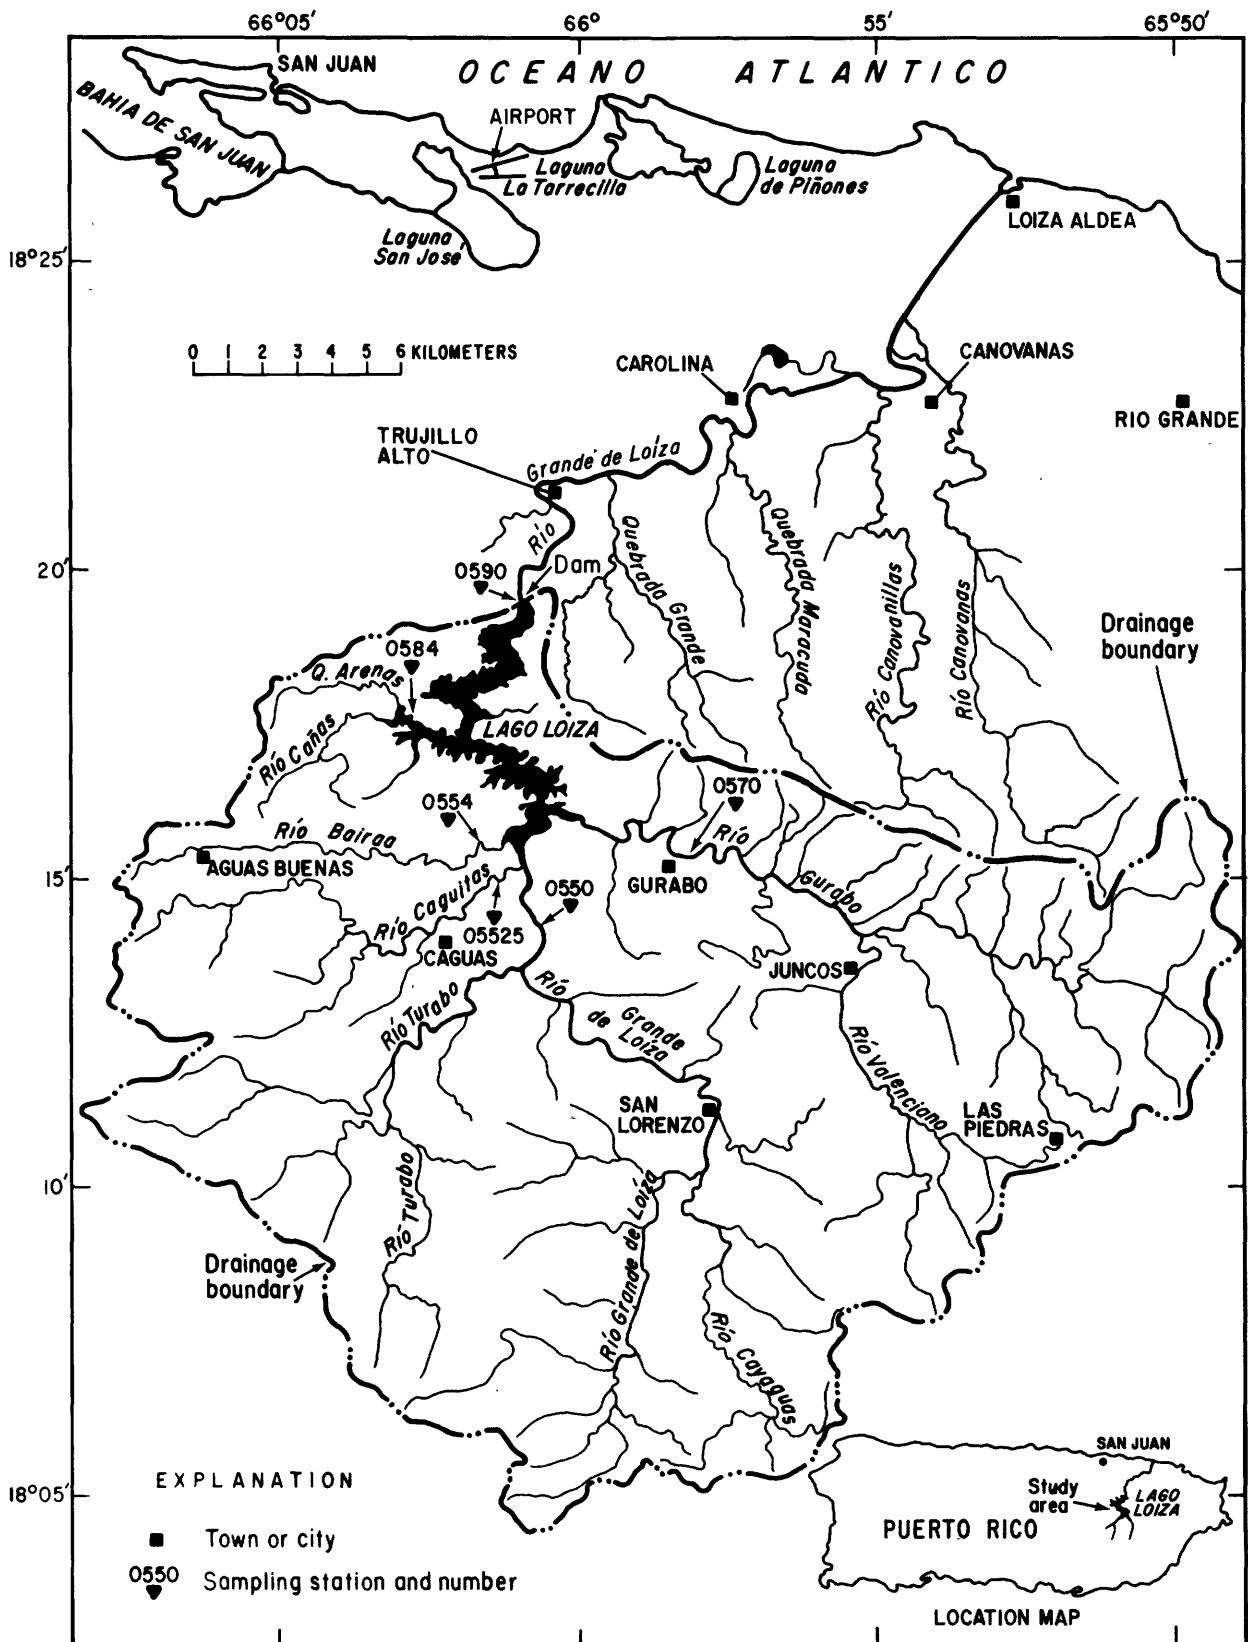 66°05′
66°
55′
65°50′
SAN JUAN
OCEANO ATLANTICO
BAHIA DE SAN JUAN
AIRPORT
Laguna
La Tarrecilla
Laguna
de Piñones
LOIZA ALDEA
Laguna
San José
18°25′
0 1 2 3 4 5 6 KILOMETERS
CAROLINA
CANOVANAS
RIO GRANDE
TRUJILLO
ALTO
Grande de Loíza
Río
Quebrada Grande
Quebrada Maracuda
Río Canovanillas
Río Canovanas
20′
0590
Dam
Drainage
boundary
0584
Q. Arenas
LAGO LOIZA
Río Cañas
0570
0554
Río Bairaa
Río
AGUAS BUENAS
15′
GURABO
Gurabo
Río Caguitas
0550
05525
CAGUAS
JUNCOS
Río Turabo
Río
Grande
de Loíza
Río Valenciano
SAN
LORENZO
LAS
PIEDRAS
10′
Río Turabo
Río Grande de Loíza
Drainage
boundary
Río Cayaguas
EXPLANATION
18°05′
Town or city
0550
Sampling station and number
SAN JUAN
Study
area
LAGO
LOIZA
PUERTO RICO
LOCATION MAP